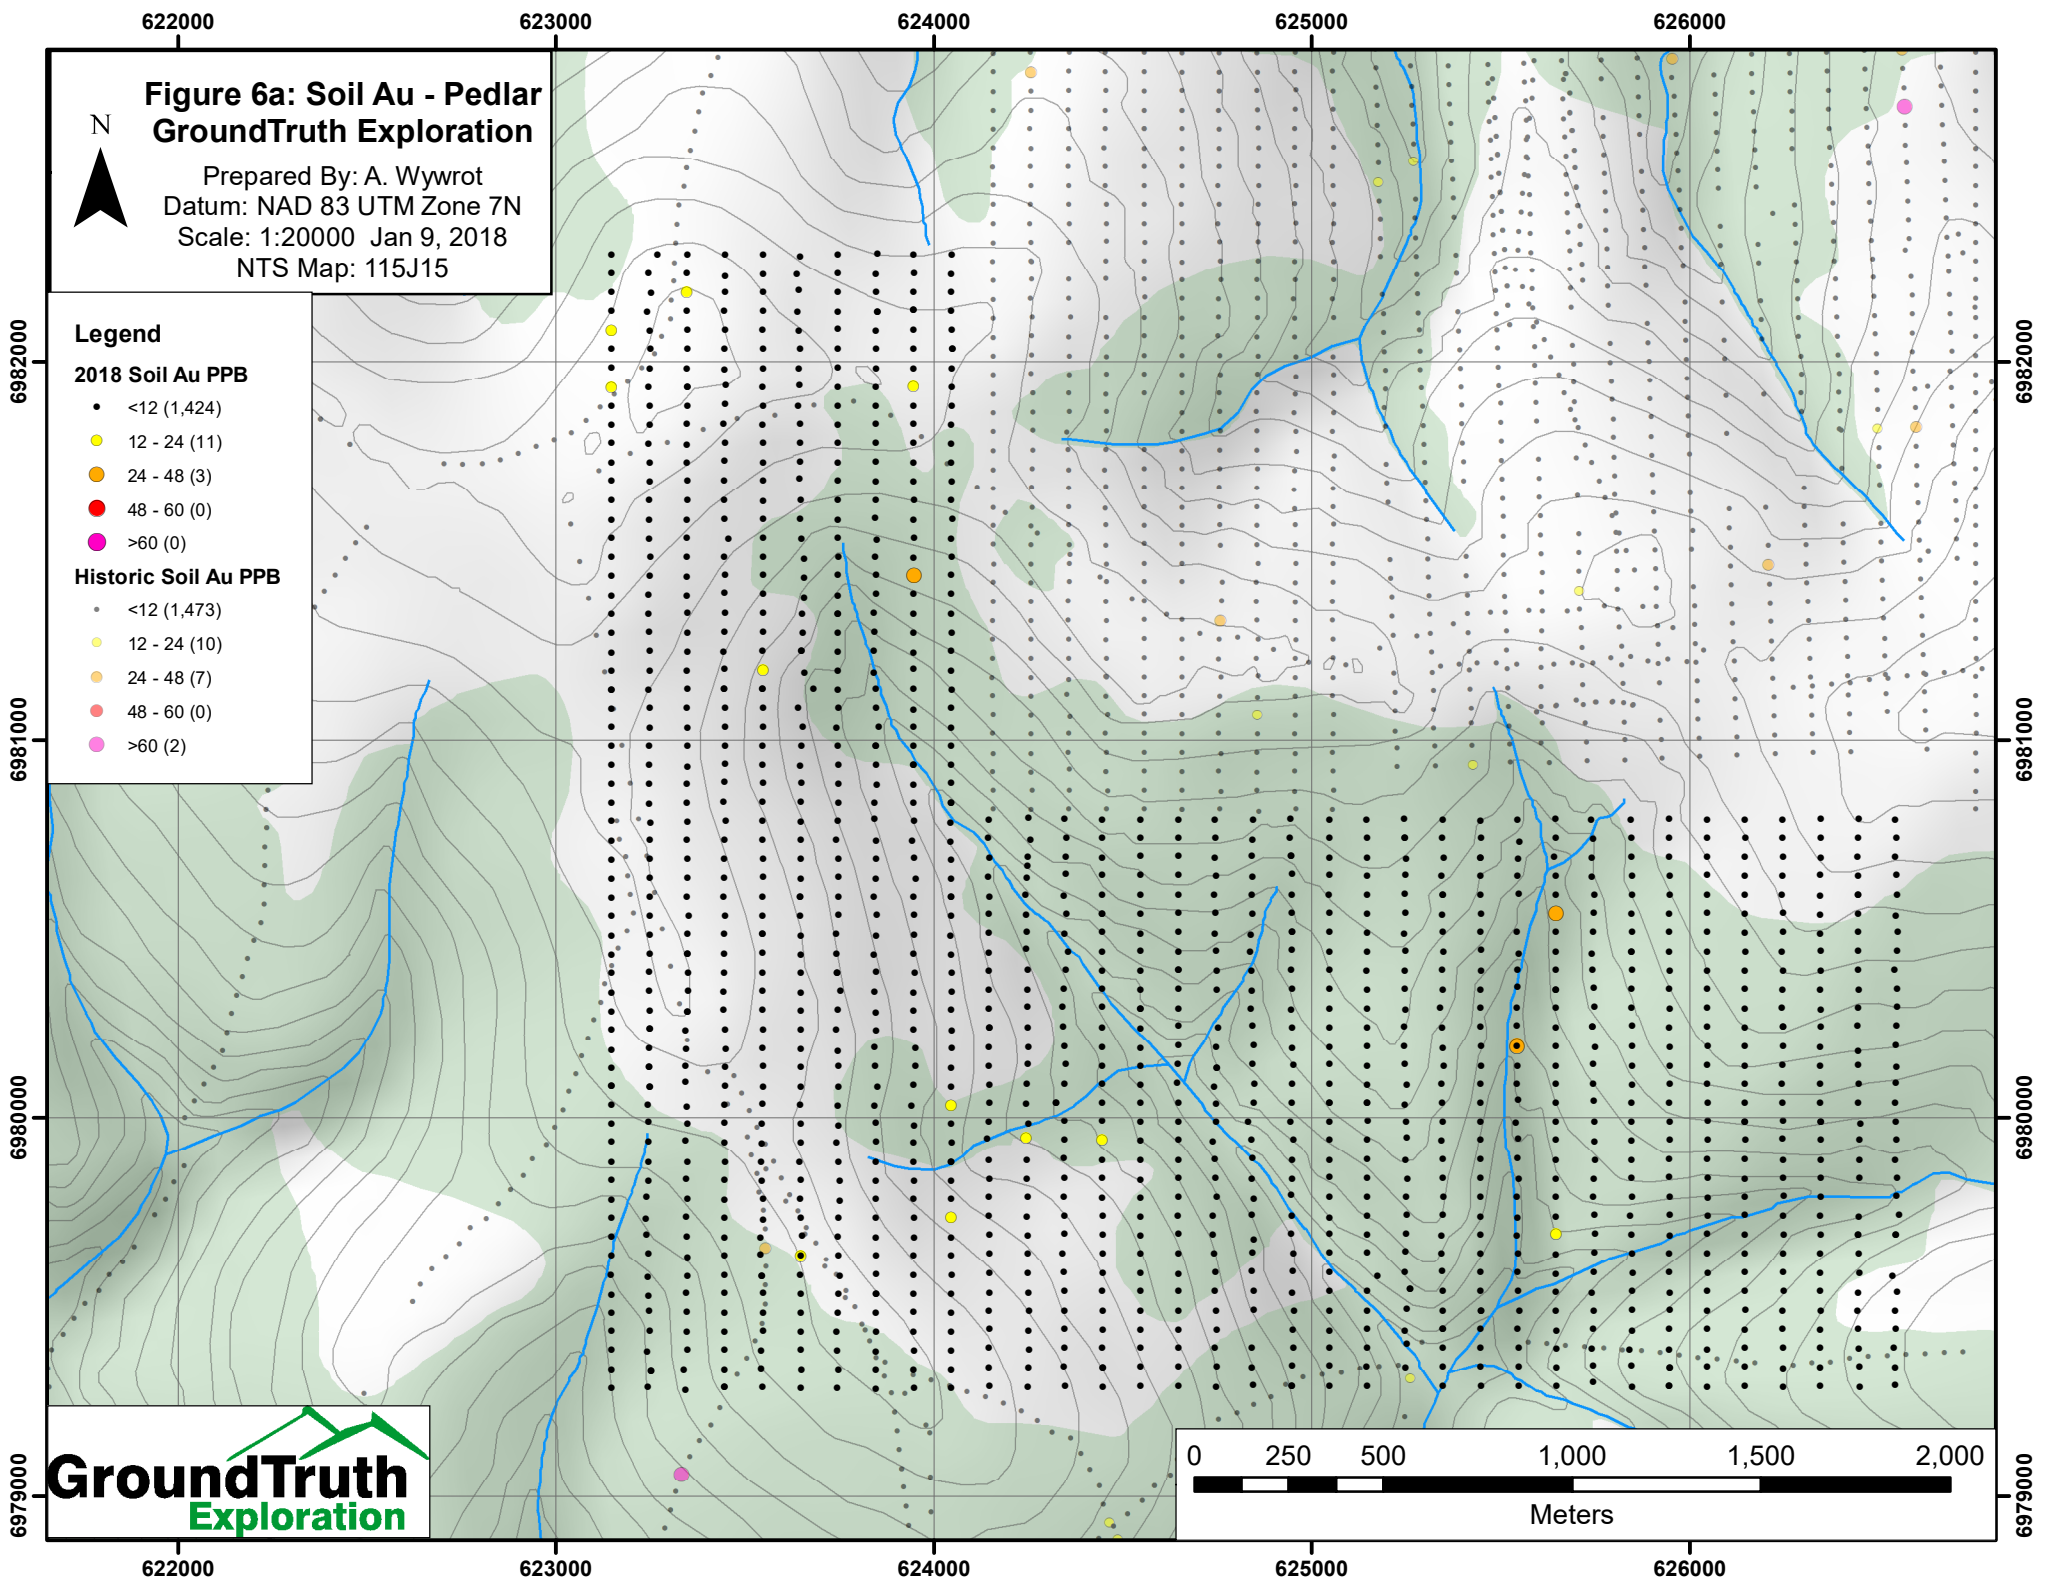 622000
623000
624000
625000
626000
Figure 6a: Soil Au - Pedlar
GroundTruth Exploration
N
Prepared By: A. Wywrot
Datum: NAD 83 UTM Zone 7N
Scale: 1:20000  Jan 9, 2018
NTS Map: 115J15
Legend
2018 Soil Au PPB
<12 (1,424)
12 - 24 (11)
24 - 48 (3)
48 - 60 (0)
>60 (0)
Historic Soil Au PPB
<12 (1,473)
12 - 24 (10)
24 - 48 (7)
48 - 60 (0)
>60 (2)
6982000
6982000
6981000
6981000
6980000
6980000
6979000
6979000
GroundTruth
Exploration
0 250 500 1,000 1,500 2,000
Meters
622000
623000
624000
625000
626000